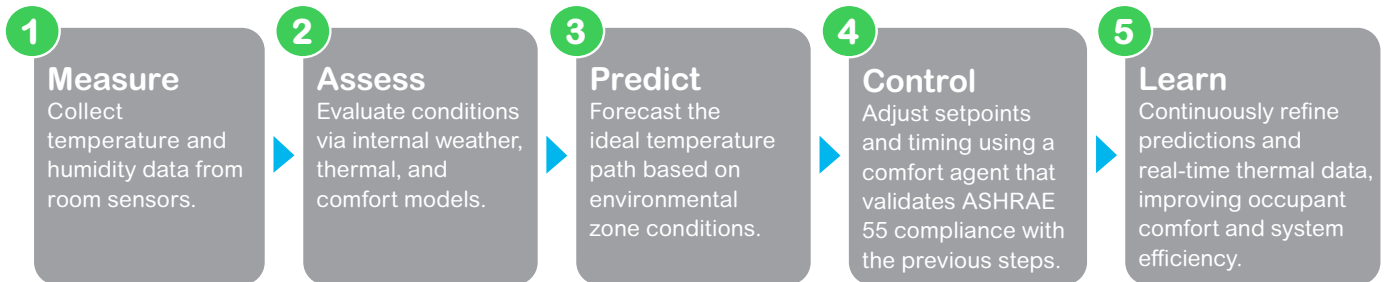 1
Measure
Collect
temperature and
humidity data from
room sensors.
2
Assess
Evaluate conditions
via internal weather,
thermal, and
comfort models.
3
Predict
Forecast the
ideal temperature
path based on
environmental
zone conditions.
4
Control
Adjust setpoints
and timing using a
comfort agent that
validates ASHRAE
55 compliance with
the previous steps.
5
Learn
Continuously refine
predictions and
real-time thermal data,
improving occupant
comfort and system
efficiency.